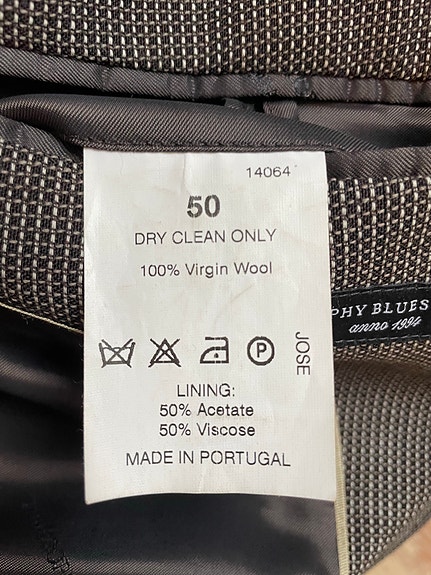 14064
50
DRY CLEAN ONLY
100% Virgin Wool
P
JOSE
LINING:
50% Acetate
50% Viscose
MADE IN PORTUGAL
PHY BLUES
anno 1994